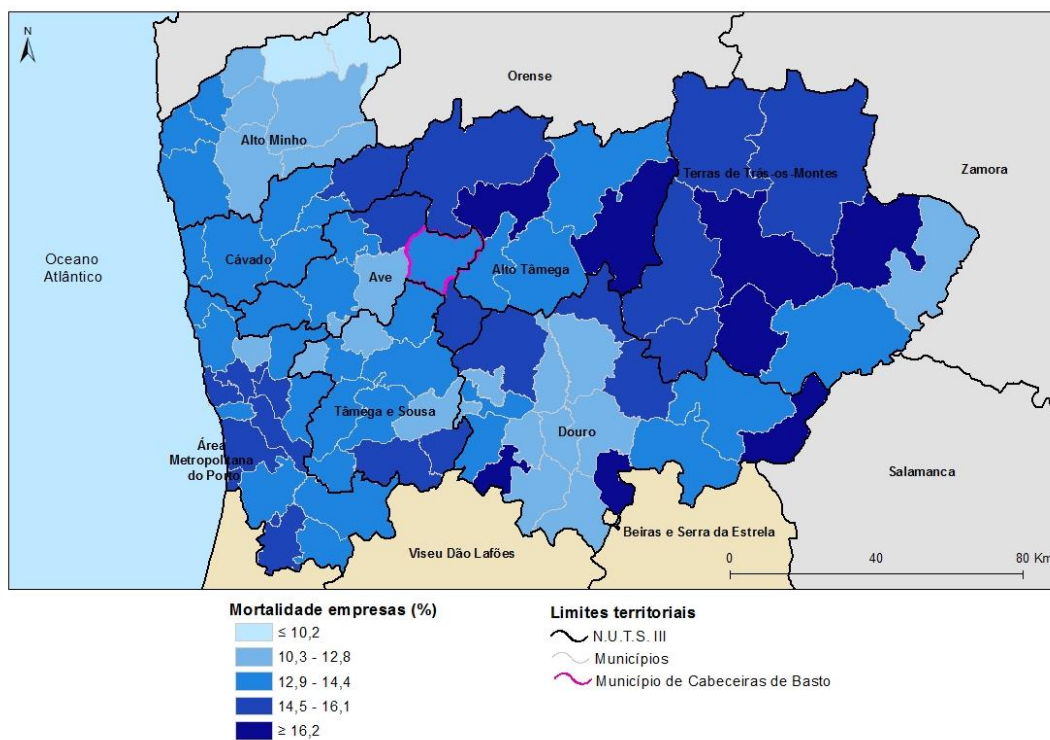 N
Orense
Alto Minho
Terras de Trás-os-Montes
Zamora
Oceano
Atlântico
Cávado
Ave
Alto Tâmega
Tâmega e Sousa
Douro
Área
Metropolitana
do Porto
Salamanca
Beiras e Serra da Estrela
Viseu Dão Lafões
0 40 80 Km
Mortalidade empresas (%)
≤ 10,2
10,3 - 12,8
12,9 - 14,4
14,5 - 16,1
≥ 16,2
Limites territoriais
N.U.T.S. III
Municípios
Município de Cabeceiras de Basto